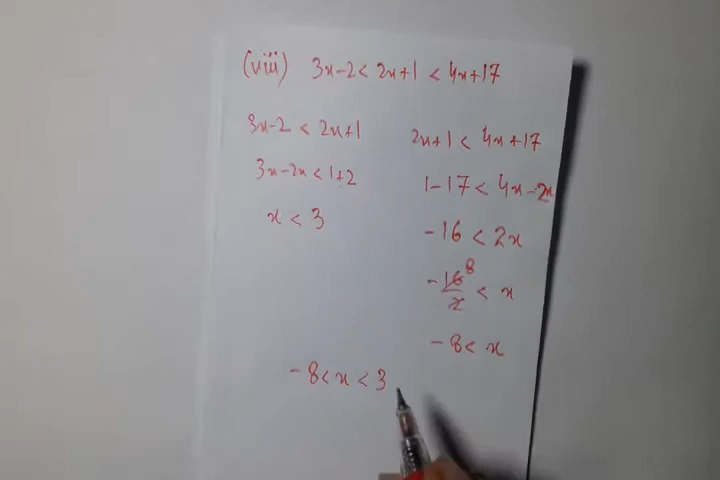 (viii) 3x-2 < 2x+1 < 4x+17
3x-2 < 2x+1
3x-2x < 1+2
x < 3
2x+1 < 4x+17
1-17 < 4x-2x
-16 < 2x
-16/2 8 < x
-8 < x
-8 < x < 3